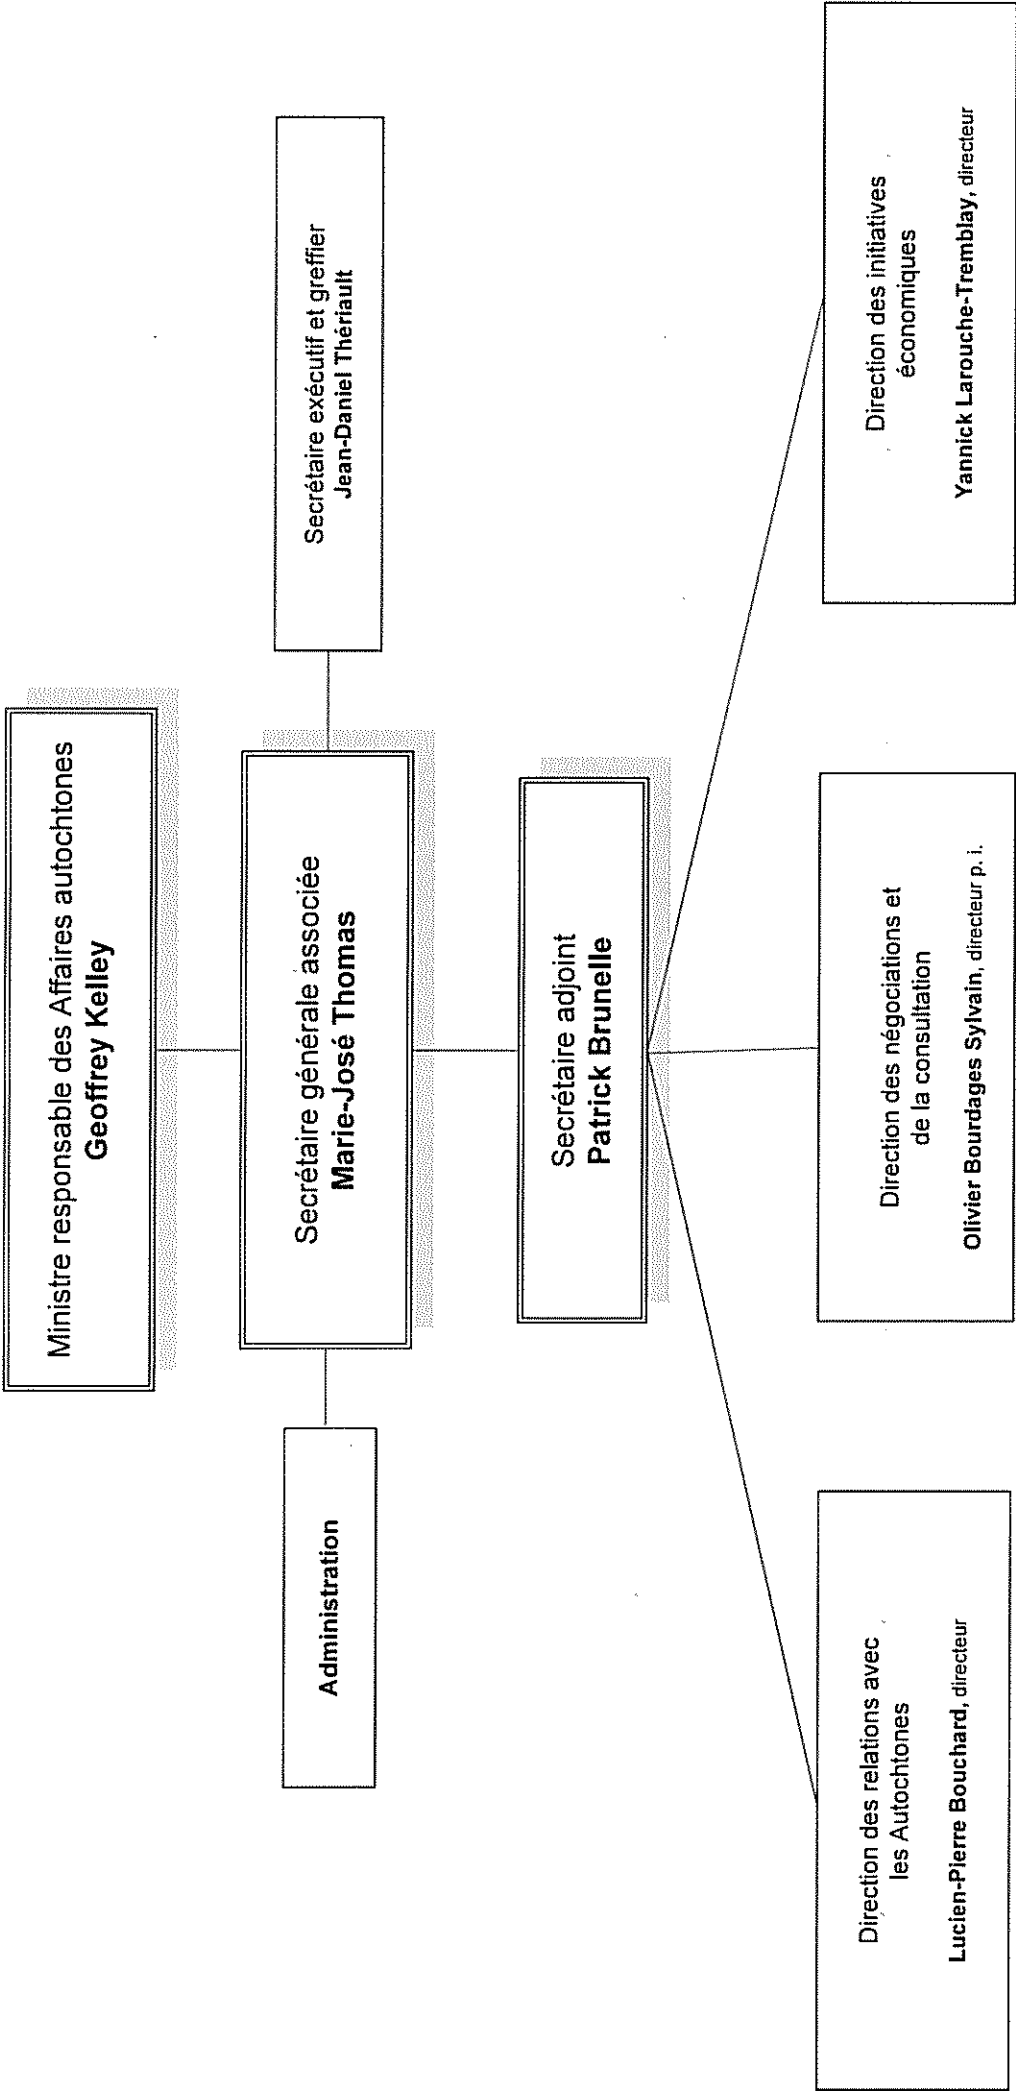 Ministre responsable des Affaires autochtones
Geoffrey Kelley
Secrétaire générale associée
Marie-José Thomas
Administration
Secrétaire exécutif et greffier
Jean-Daniel Thériault
Secrétaire adjoint
Patrick Brunelle
Direction des relations avec
les Autochtones
Lucien-Pierre Bouchard, directeur
Direction des négociations et
de la consultation
Olivier Bourdages Sylvain, directeur p. i.
Direction des initiatives
économiques
Yannick Larouche-Tremblay, directeur